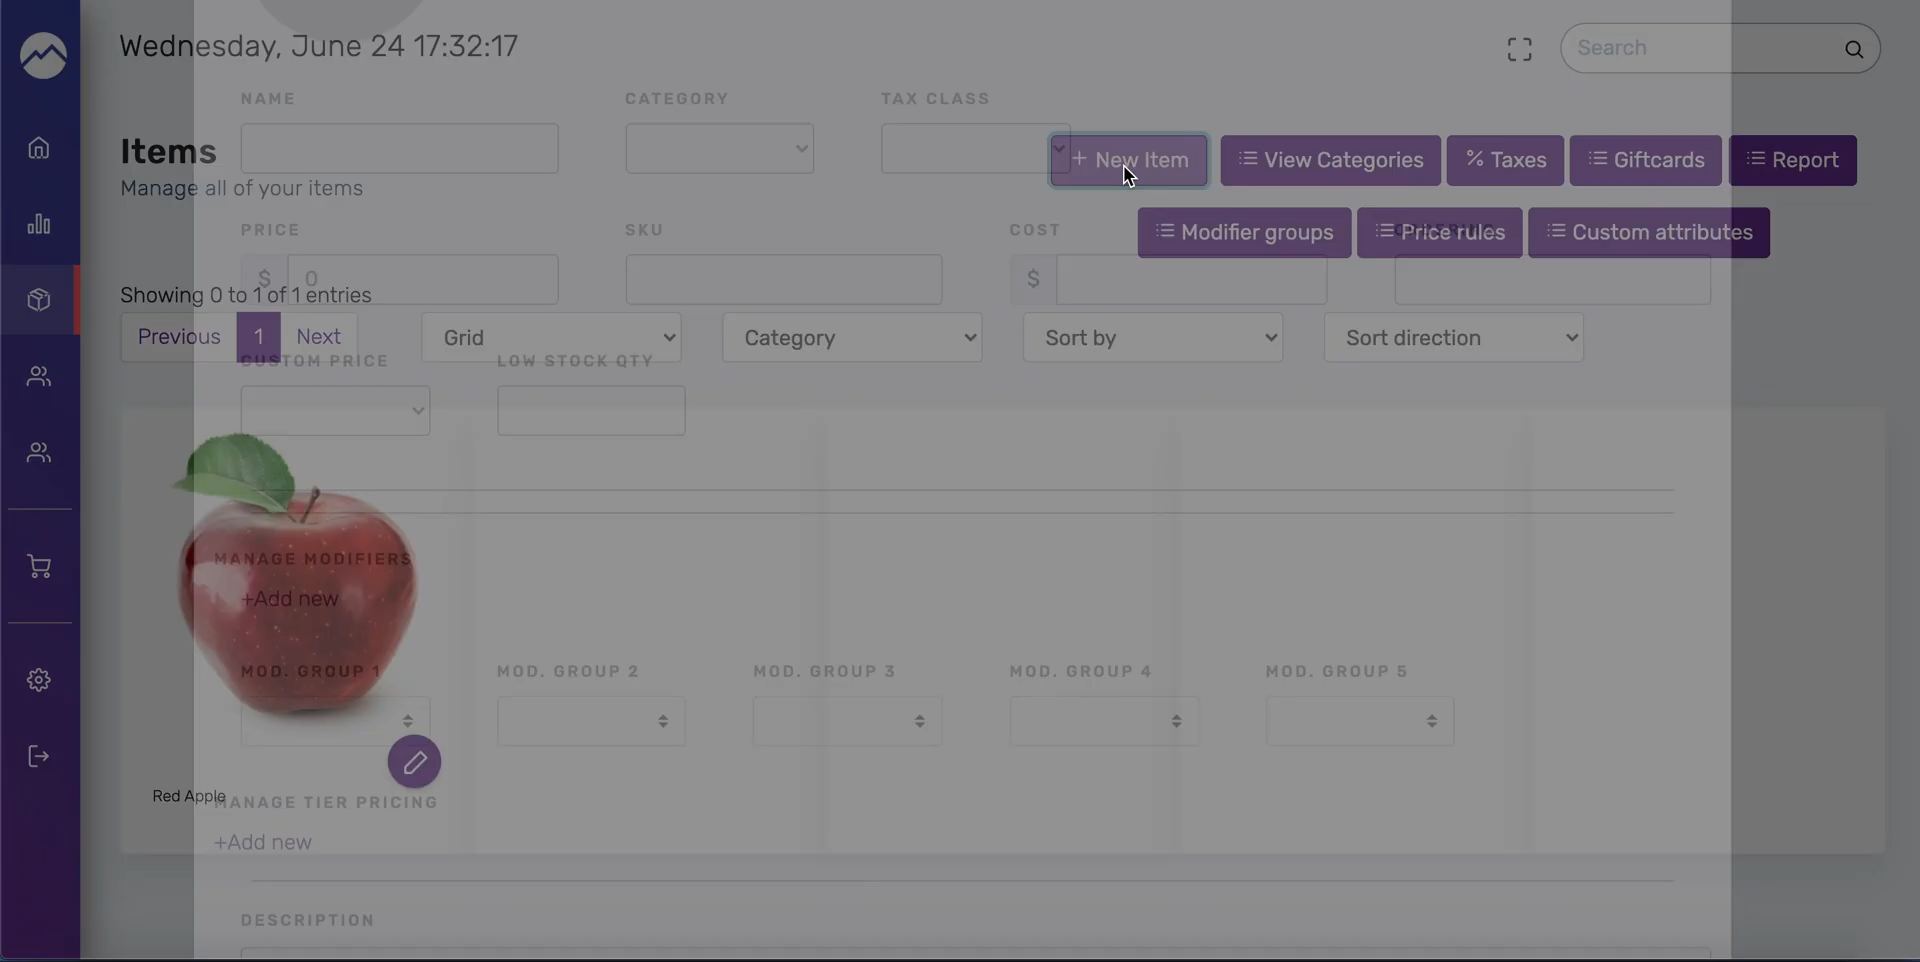 Wednesday, June 24 17:32:17
Search
NAME
CATEGORY
TAX CLASS
Items
Manage all of your items
+ New Item
View Categories
% Taxes
Giftcards
Report
PRICE
SKU
COST
Modifier groups
Price rules
Custom attributes
$ 0
$
Showing 0 to 1 of 1 entries
Previous
1
Next
Grid
Category
Sort by
Sort direction
CUSTOM PRICE
LOW STOCK QTY
MANAGE MODIFIERS
+Add new
MOD. GROUP 1
MOD. GROUP 2
MOD. GROUP 3
MOD. GROUP 4
MOD. GROUP 5
Red Apple
MANAGE TIER PRICING
+Add new
DESCRIPTION